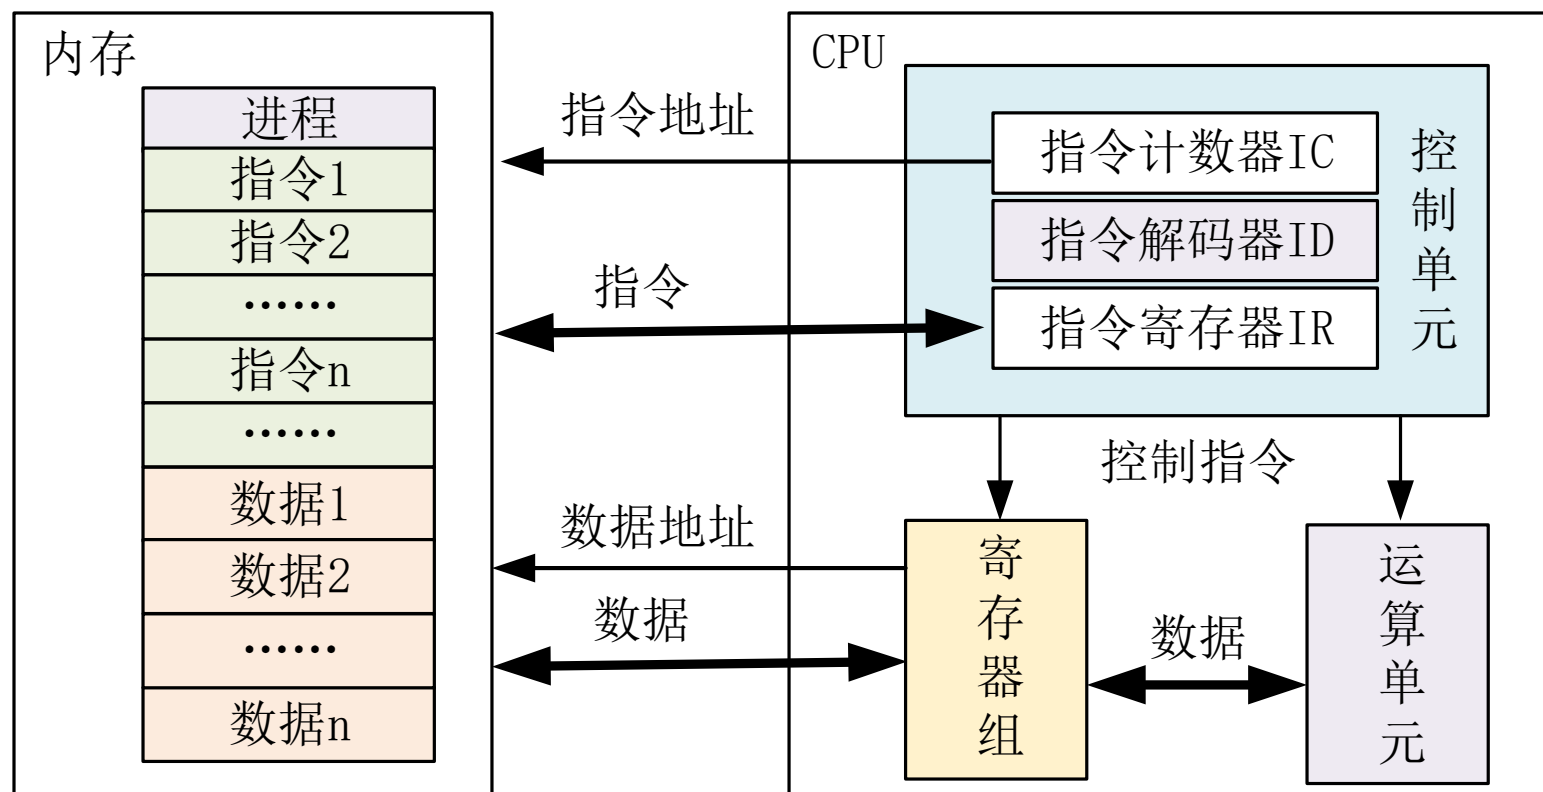 内存
进程
指令1
指令2
……
指令n
……
数据1
数据2
……
数据n
指令地址
指令
数据地址
数据
CPU
指令计数器IC
指令解码器ID
指令寄存器IR
控制单元
控制指令
寄存器组
数据
运算单元